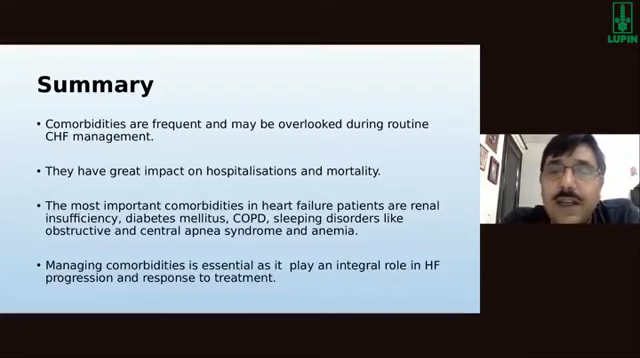 LUPIN
Summary
• Comorbidities are frequent and may be overlooked during routine
CHF management.
• They have great impact on hospitalisations and mortality.
• The most important comorbidities in heart failure patients are renal
insufficiency, diabetes mellitus, COPD, sleeping disorders like
obstructive and central apnea syndrome and anemia.
• Managing comorbidities is essential as it  play an integral role in HF
progression and response to treatment.